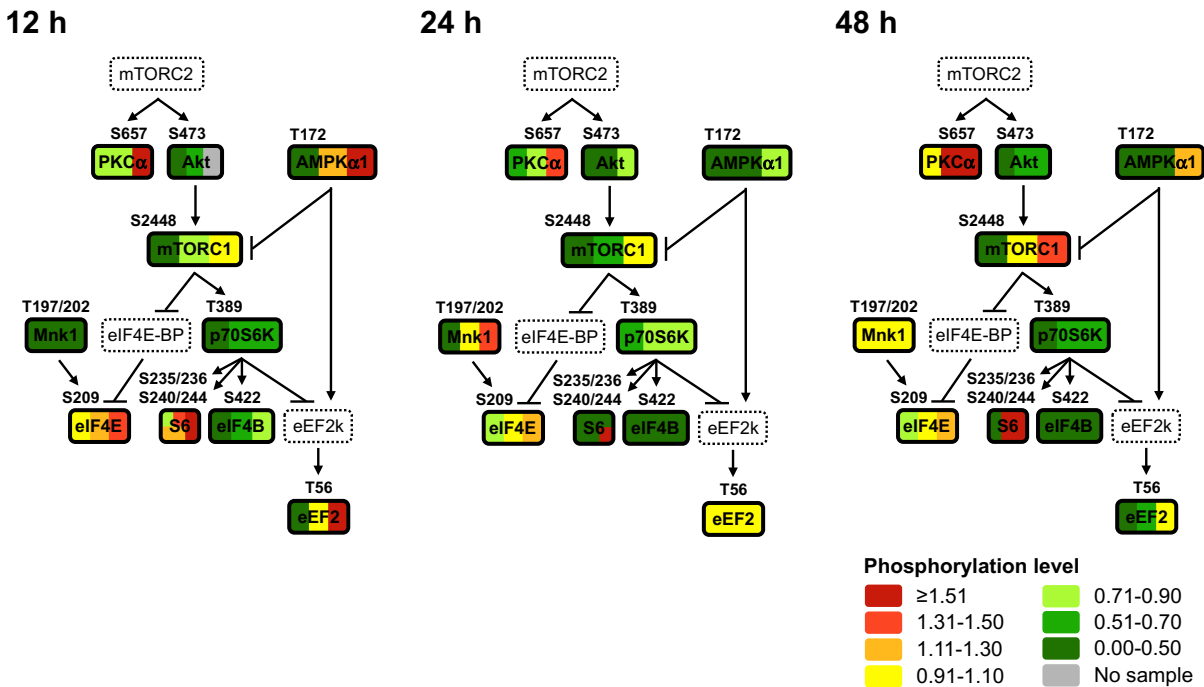 12 h
mTORC2
S657 S473 T172
PKCα Akt AMPKα1
S2448
mTORC1
T197/202 T389
Mnk1 eIF4E-BP p70S6K
S235/236
S209 S240/244 S422
eIF4E S6 eIF4B eEF2k
T56
eEF2
24 h
mTORC2
S657 S473 T172
PKCα Akt AMPKα1
S2448
mTORC1
T197/202 T389
Mnk1 eIF4E-BP p70S6K
S235/236
S209 S240/244 S422
eIF4E S6 eIF4B eEF2k
T56
eEF2
48 h
mTORC2
S657 S473 T172
PKCα Akt AMPKα1
S2448
mTORC1
T197/202 T389
Mnk1 eIF4E-BP p70S6K
S235/236
S209 S240/244 S422
eIF4E S6 eIF4B eEF2k
T56
eEF2
Phosphorylation level
≥1.51 0.71-0.90
1.31-1.50 0.51-0.70
1.11-1.30 0.00-0.50
0.91-1.10 No sample